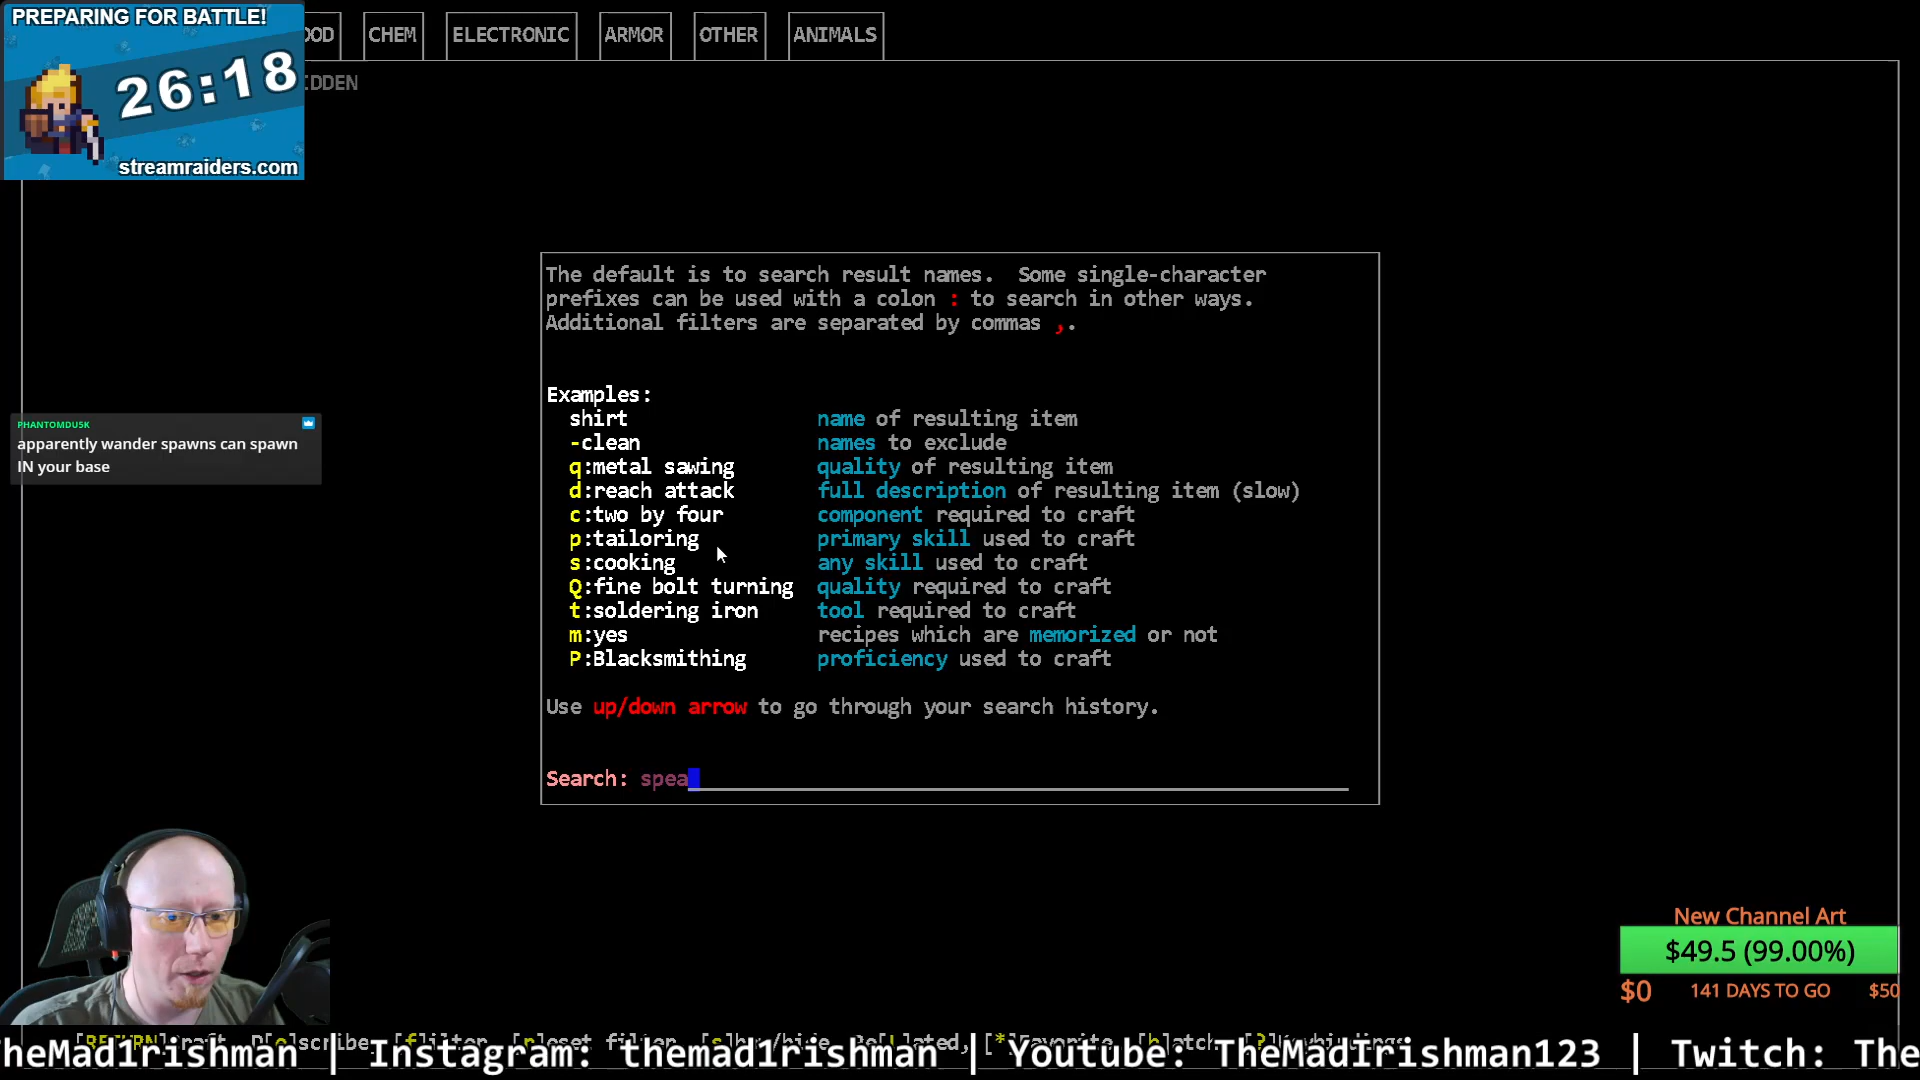 PREPARING FOR BATTLE!
26:18
streamraiders.com
OOD
CHEM
ELECTRONIC
ARMOR
OTHER
ANIMALS
IDDEN
The default is to search result names.  Some single-character
prefixes can be used with a colon : to search in other ways.
Additional filters are separated by commas ,.
Examples:
shirt name of resulting item
-clean names to exclude
q:metal sawing quality of resulting item
d:reach attack full description of resulting item (slow)
c:two by four component required to craft
p:tailoring primary skill used to craft
s:cooking any skill used to craft
Q:fine bolt turning quality required to craft
t:soldering iron tool required to craft
m:yes recipes which are memorized or not
P:Blacksmithing proficiency used to craft
Use up/down arrow to go through your search history.
Search: spea
PHANTOMDU5K
apparently wander spawns can spawn
IN your base
New Channel Art
$49.5 (99.00%)
$0 141 DAYS TO GO $50
TheMad1rishman | Instagram: themad1rishman | Youtube: TheMadIrishman123 | Twitch: The